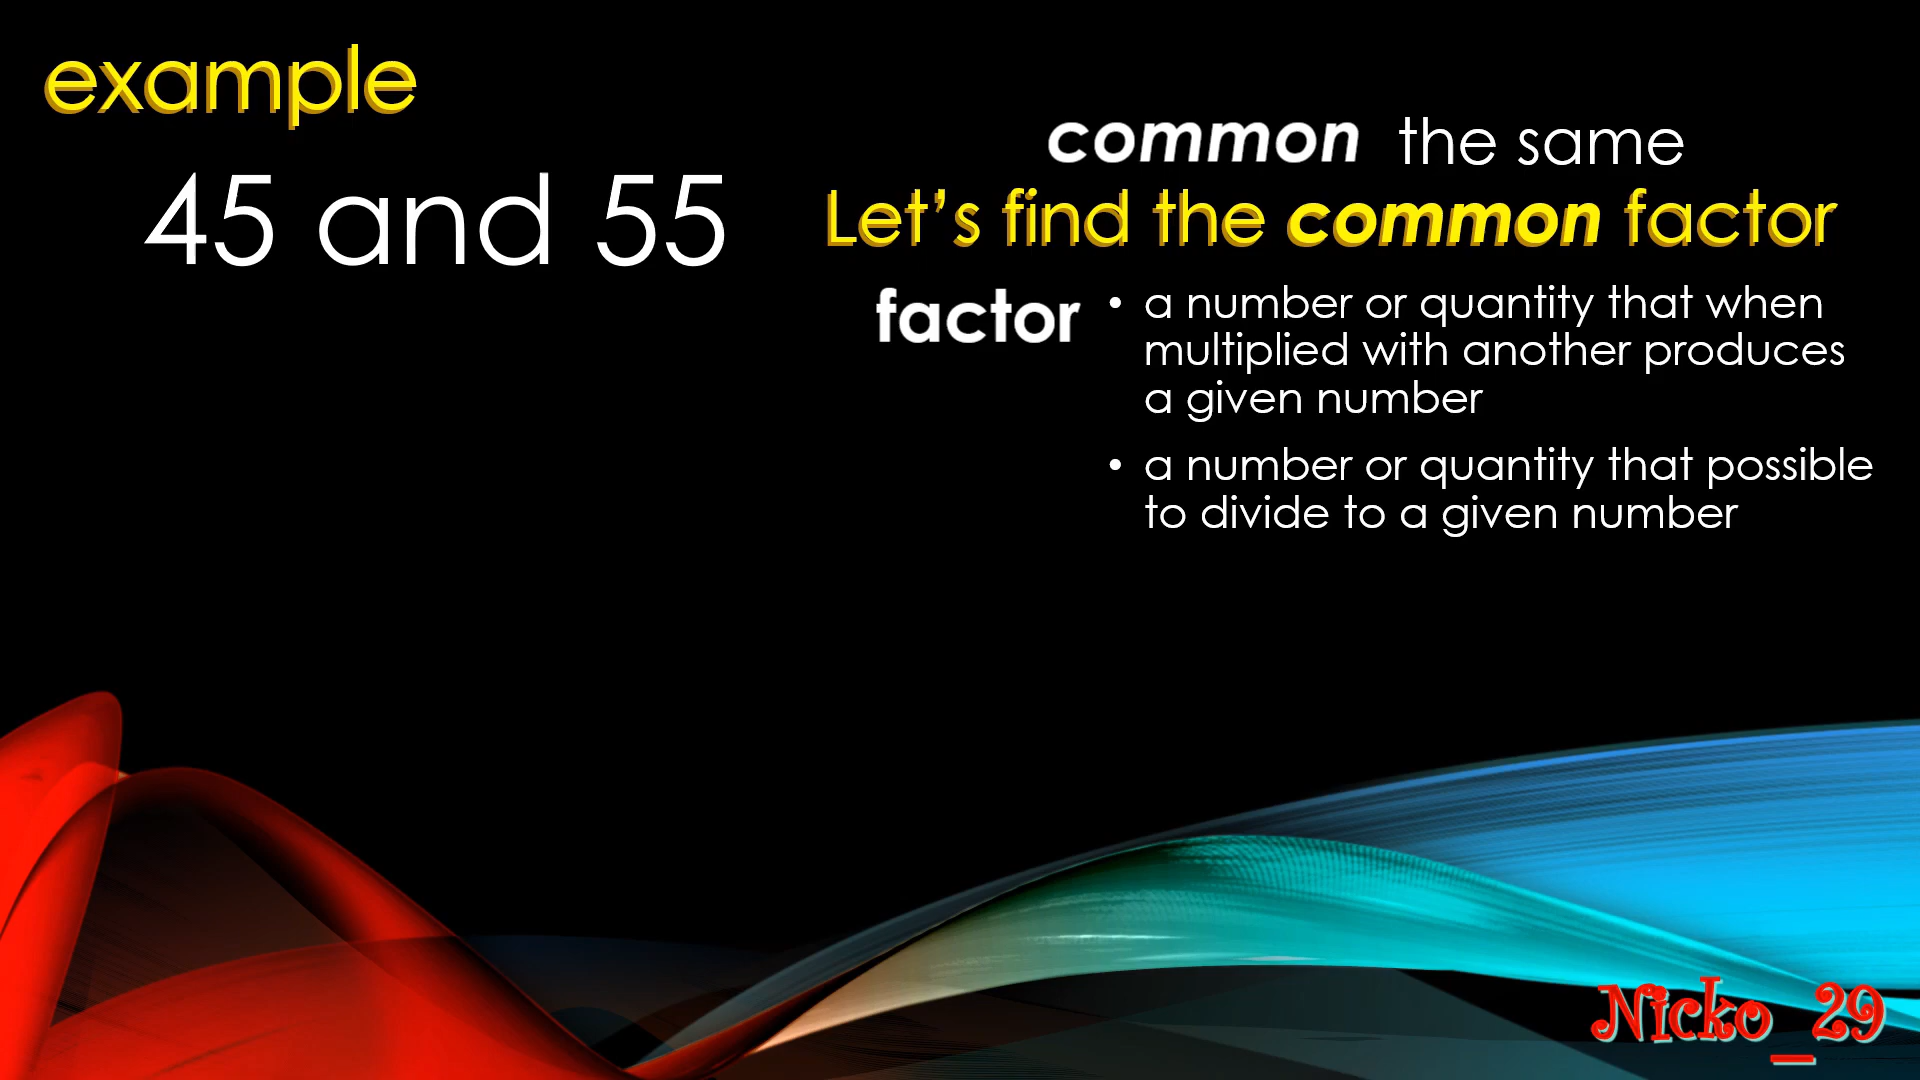 example
45 and 55
common the same
Let’s find the common factor
factor
• a number or quantity that when
multiplied with another produces
a given number
• a number or quantity that possible
to divide to a given number
Nicko_29